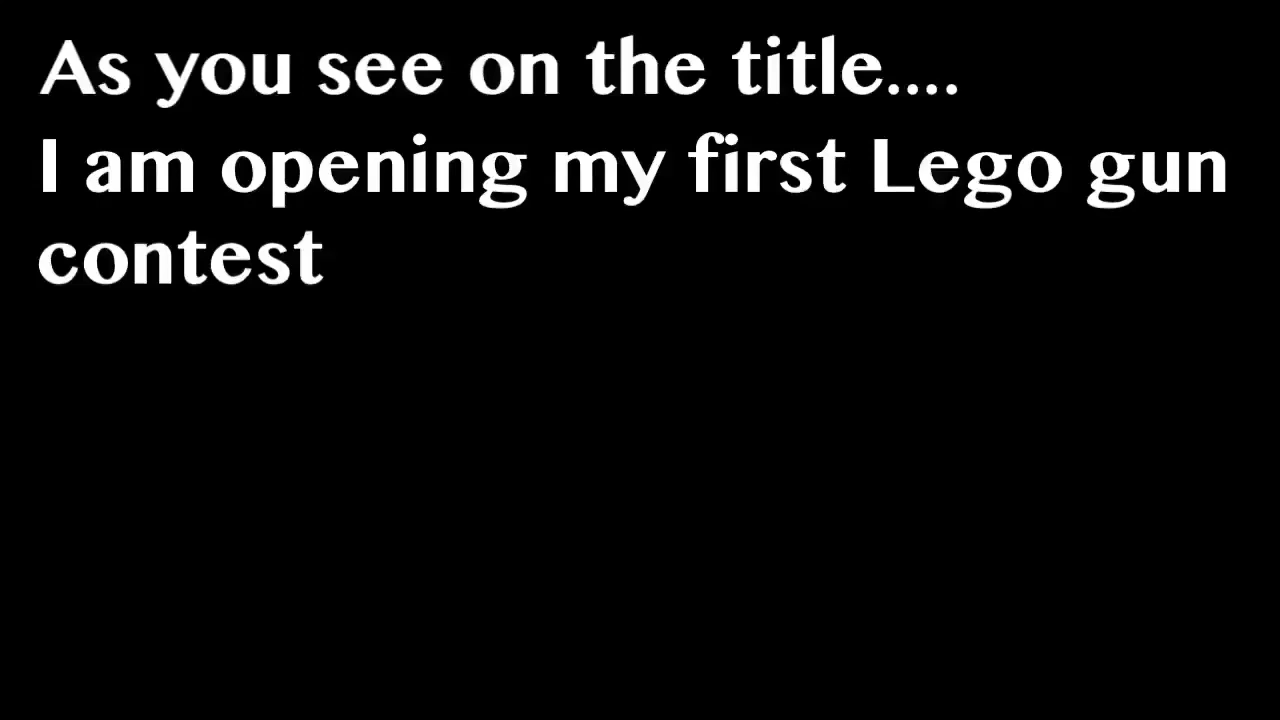 As you see on the title....
I am opening my first Lego gun
contest